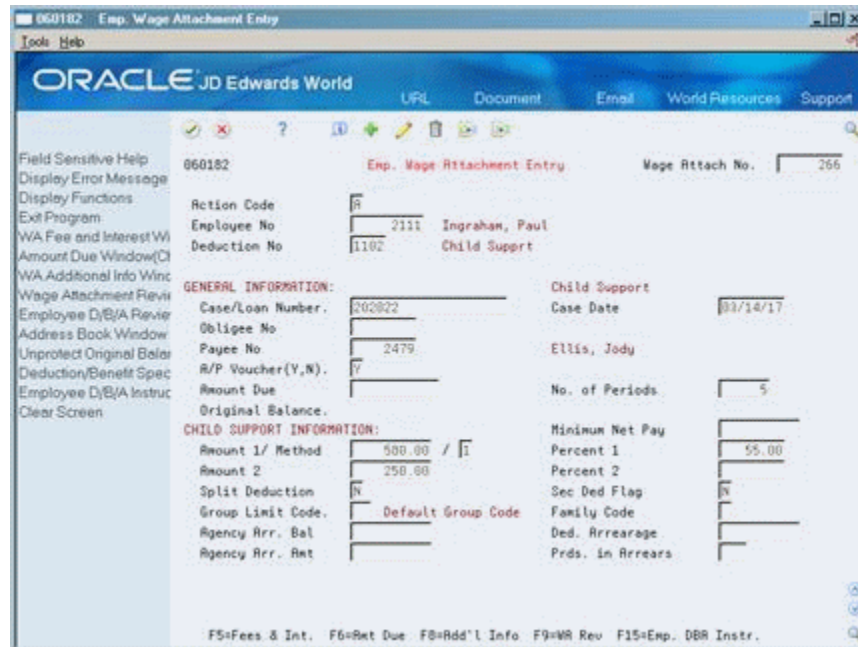 060182 Emp. Wage Attachment Entry
Tools Help
ORACLE JD Edwards World
URL Document Email World Resources Support
Field Sensitive Help
Display Error Message
Display Functions
Exit Program
WA Fee and Interest Wi
Amount Due Window(Ch
WA Additional Info Winc
Wage Attachment Revie
Employee D/B/A Review
Address Book Window
Unprotect Original Balar
Deduction/Benefit Spec
Employee D/B/A Instruc
Clear Screen
060182 Emp. Wage Attachment Entry Wage Attach No. 266
Action Code A
Employee No 2111 Ingraham, Paul
Deduction No 1102 Child Supprt
GENERAL INFORMATION: Child Support
Case/Loan Number. 202822 Case Date 03/14/17
Obligee No
Payee No 2479 Ellis, Jody
A/P Voucher(Y,N). Y
Amount Due No. of Periods 5
Original Balance.
CHILD SUPPORT INFORMATION: Minimum Net Pay
Amount 1/ Method 500.00 / I Percent 1 55.00
Amount 2 250.00 Percent 2
Split Deduction N Sec Ded Flag N
Group Limit Code. Default Group Code Family Code
Agency Arr. Bal Ded. Arrearage
Agency Arr. Amt Prds. in Arrears
F5=Fees & Int. F6=Amt Due F8=Add'l Info F9=WA Rev F15=Emp. DBA Instr.